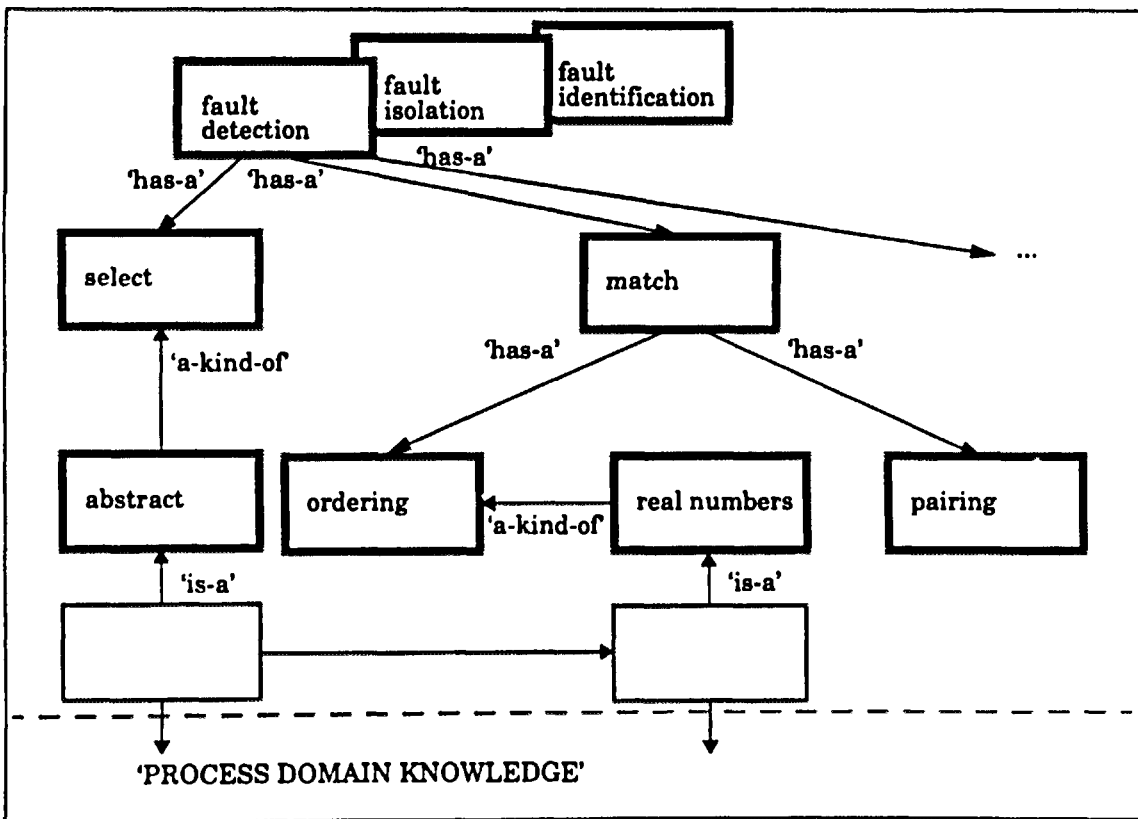 fault
identification
fault
isolation
fault
detection
'has-a'
'has-a'
'has-a'
...
select
match
'a-kind-of'
'has-a'
'has-a'
abstract
ordering
real numbers
pairing
'a-kind-of'
'is-a'
'is-a'
'PROCESS DOMAIN KNOWLEDGE'